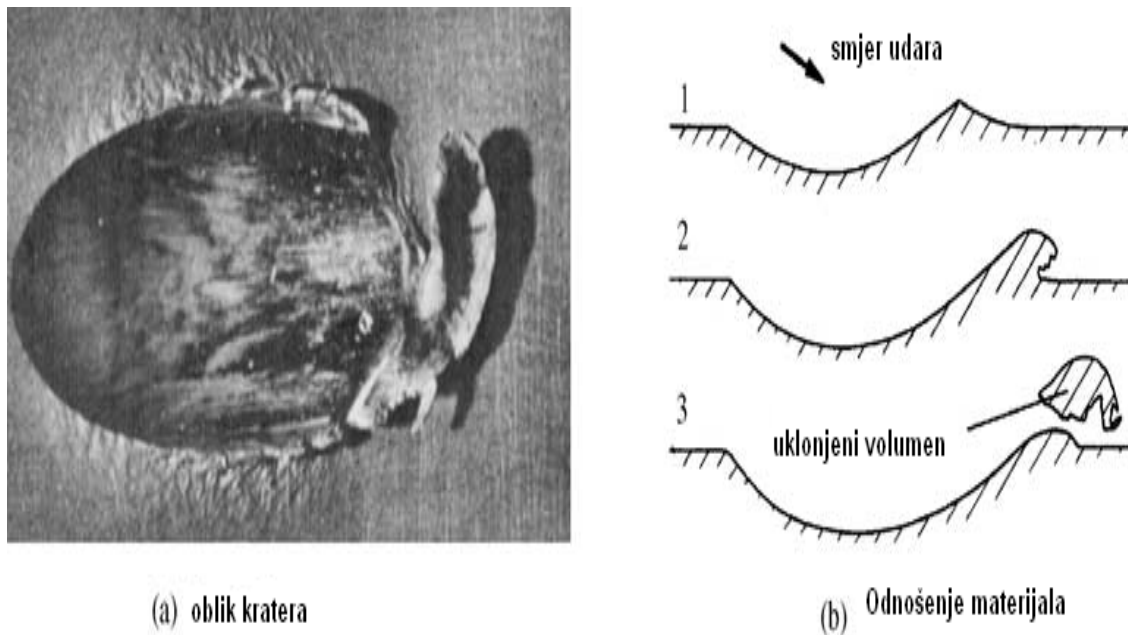 smjer udara
1
2
3
uklonjeni volumen
(a) oblik kratera
(b) Odnošenje materijala